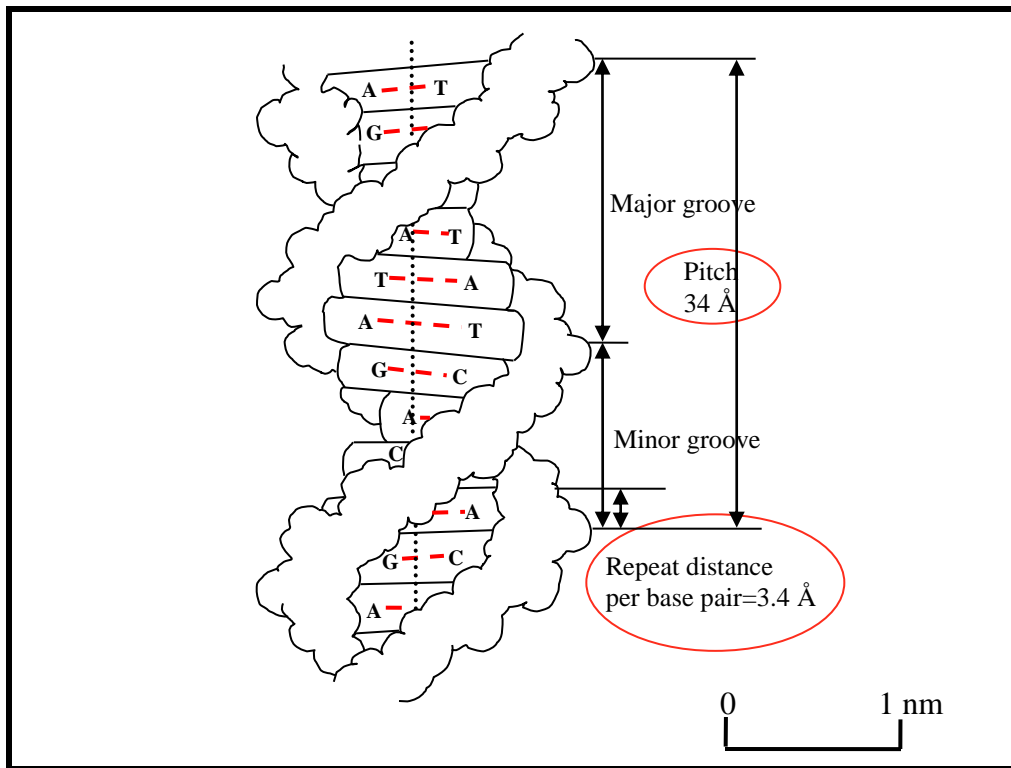 A T
G
A T
T A
A T
G C
A
C
A
G C
A
Major groove
Pitch
34 Å
Minor groove
Repeat distance
per base pair=3.4 Å
0 1 nm